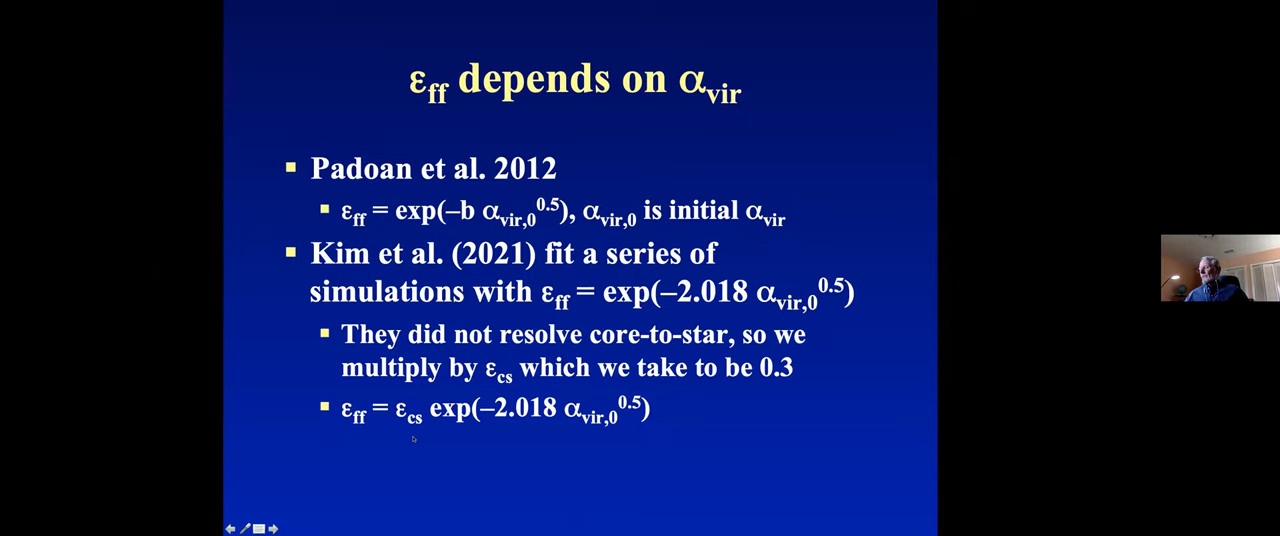 εff depends on αvir
Padoan et al. 2012
εff = exp(–b αvir,0^0.5), αvir,0 is initial αvir
Kim et al. (2021) fit a series of
simulations with εff = exp(–2.018 αvir,0^0.5)
They did not resolve core-to-star, so we
multiply by εcs which we take to be 0.3
εff = εcs exp(–2.018 αvir,0^0.5)